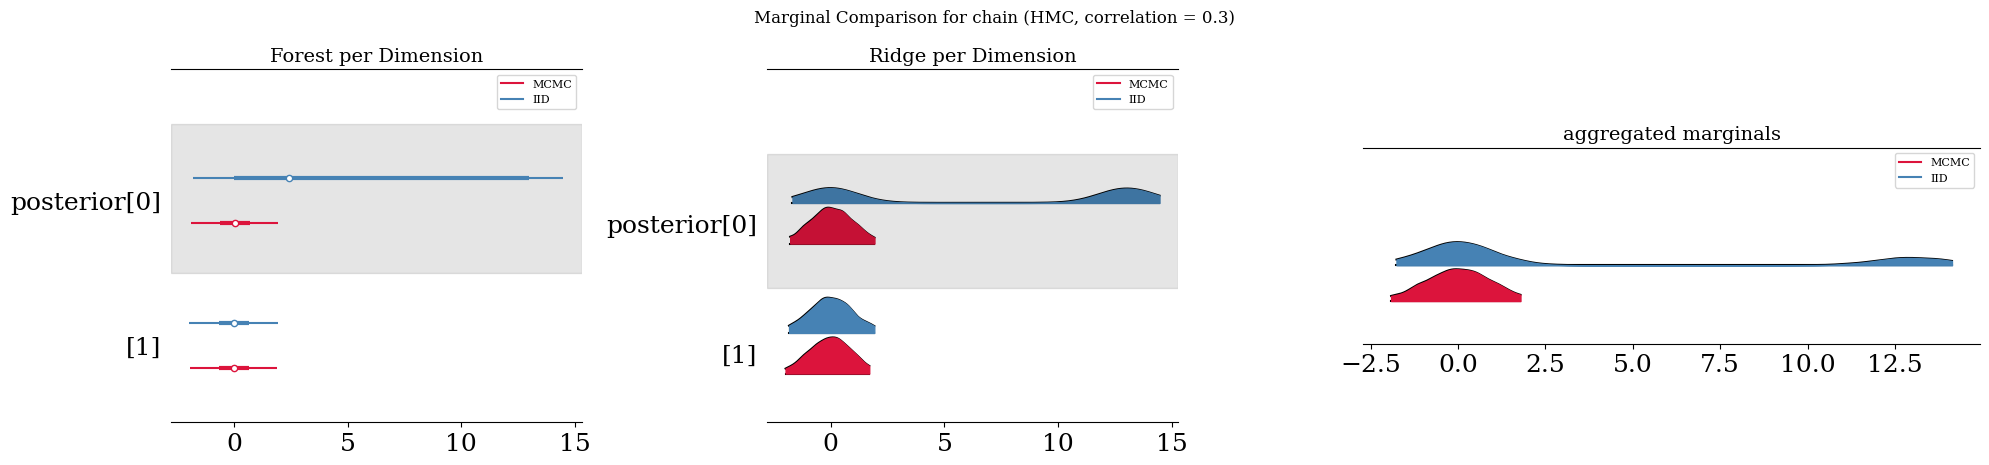 Marginal Comparison for chain (HMC, correlation = 0.3)
Forest per Dimension
MCMC
IID
posterior[0]
[1]
0 5 10 15
Ridge per Dimension
MCMC
IID
posterior[0]
[1]
0 5 10 15
aggregated marginals
MCMC
IID
−2.5 0.0 2.5 5.0 7.5 10.0 12.5